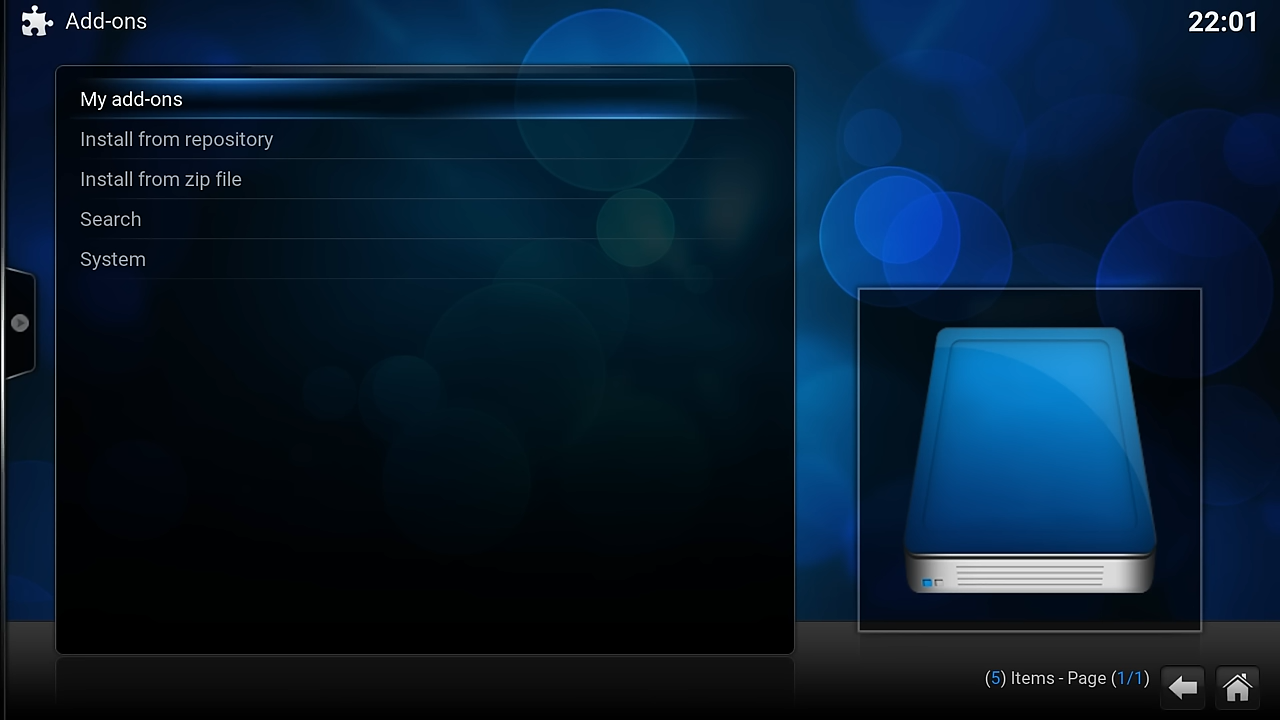 Add-ons
22:01
My add-ons
Install from repository
Install from zip file
Search
System
(5) Items - Page (1/1)